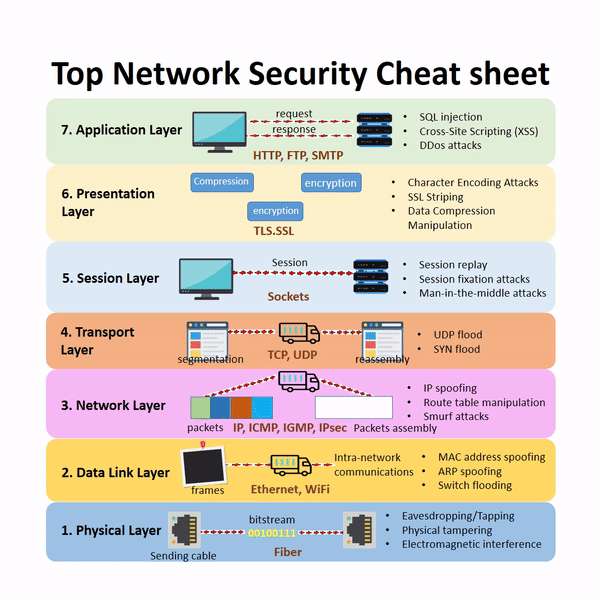 Top Network Security Cheat sheet
7. Application Layer
request
response
HTTP, FTP, SMTP
• SQL injection
• Cross-Site Scripting (XSS)
• DDos attacks
6. Presentation
Layer
Compression
encryption
encryption
TLS.SSL
• Character Encoding Attacks
• SSL Striping
• Data Compression
Manipulation
5. Session Layer
Session
Sockets
• Session replay
• Session fixation attacks
• Man-in-the-middle attacks
4. Transport
Layer
segmentation
TCP, UDP
reassembly
• UDP flood
• SYN flood
3. Network Layer
packets
IP, ICMP, IGMP, IPsec
Packets assembly
• IP spoofing
• Route table manipulation
• Smurf attacks
2. Data Link Layer
frames
Ethernet, WiFi
Intra-network
communications
• MAC address spoofing
• ARP spoofing
• Switch flooding
1. Physical Layer
Sending cable
bitstream
00100111
Fiber
• Eavesdropping/Tapping
• Physical tampering
• Electromagnetic interference